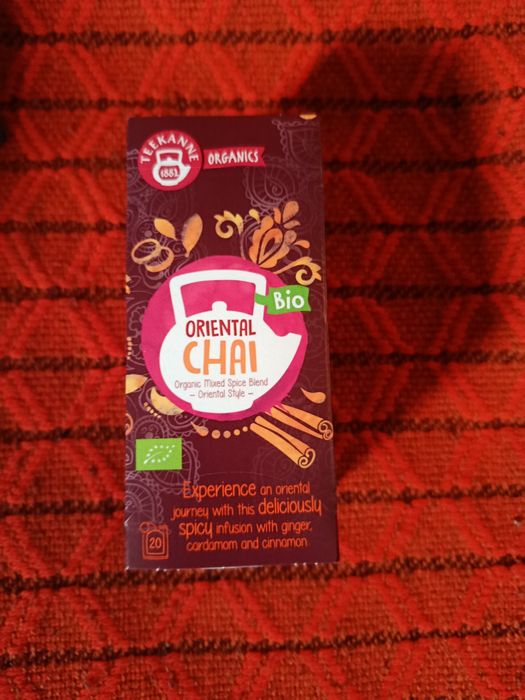 TEEKANNE
1882
ORGANICS
Bio
ORIENTAL
CHAI
Organic Mixed Spice Blend
– Oriental Style –
Experience an oriental
journey with this deliciously
spicy infusion with ginger,
cardamom and cinnamon
20